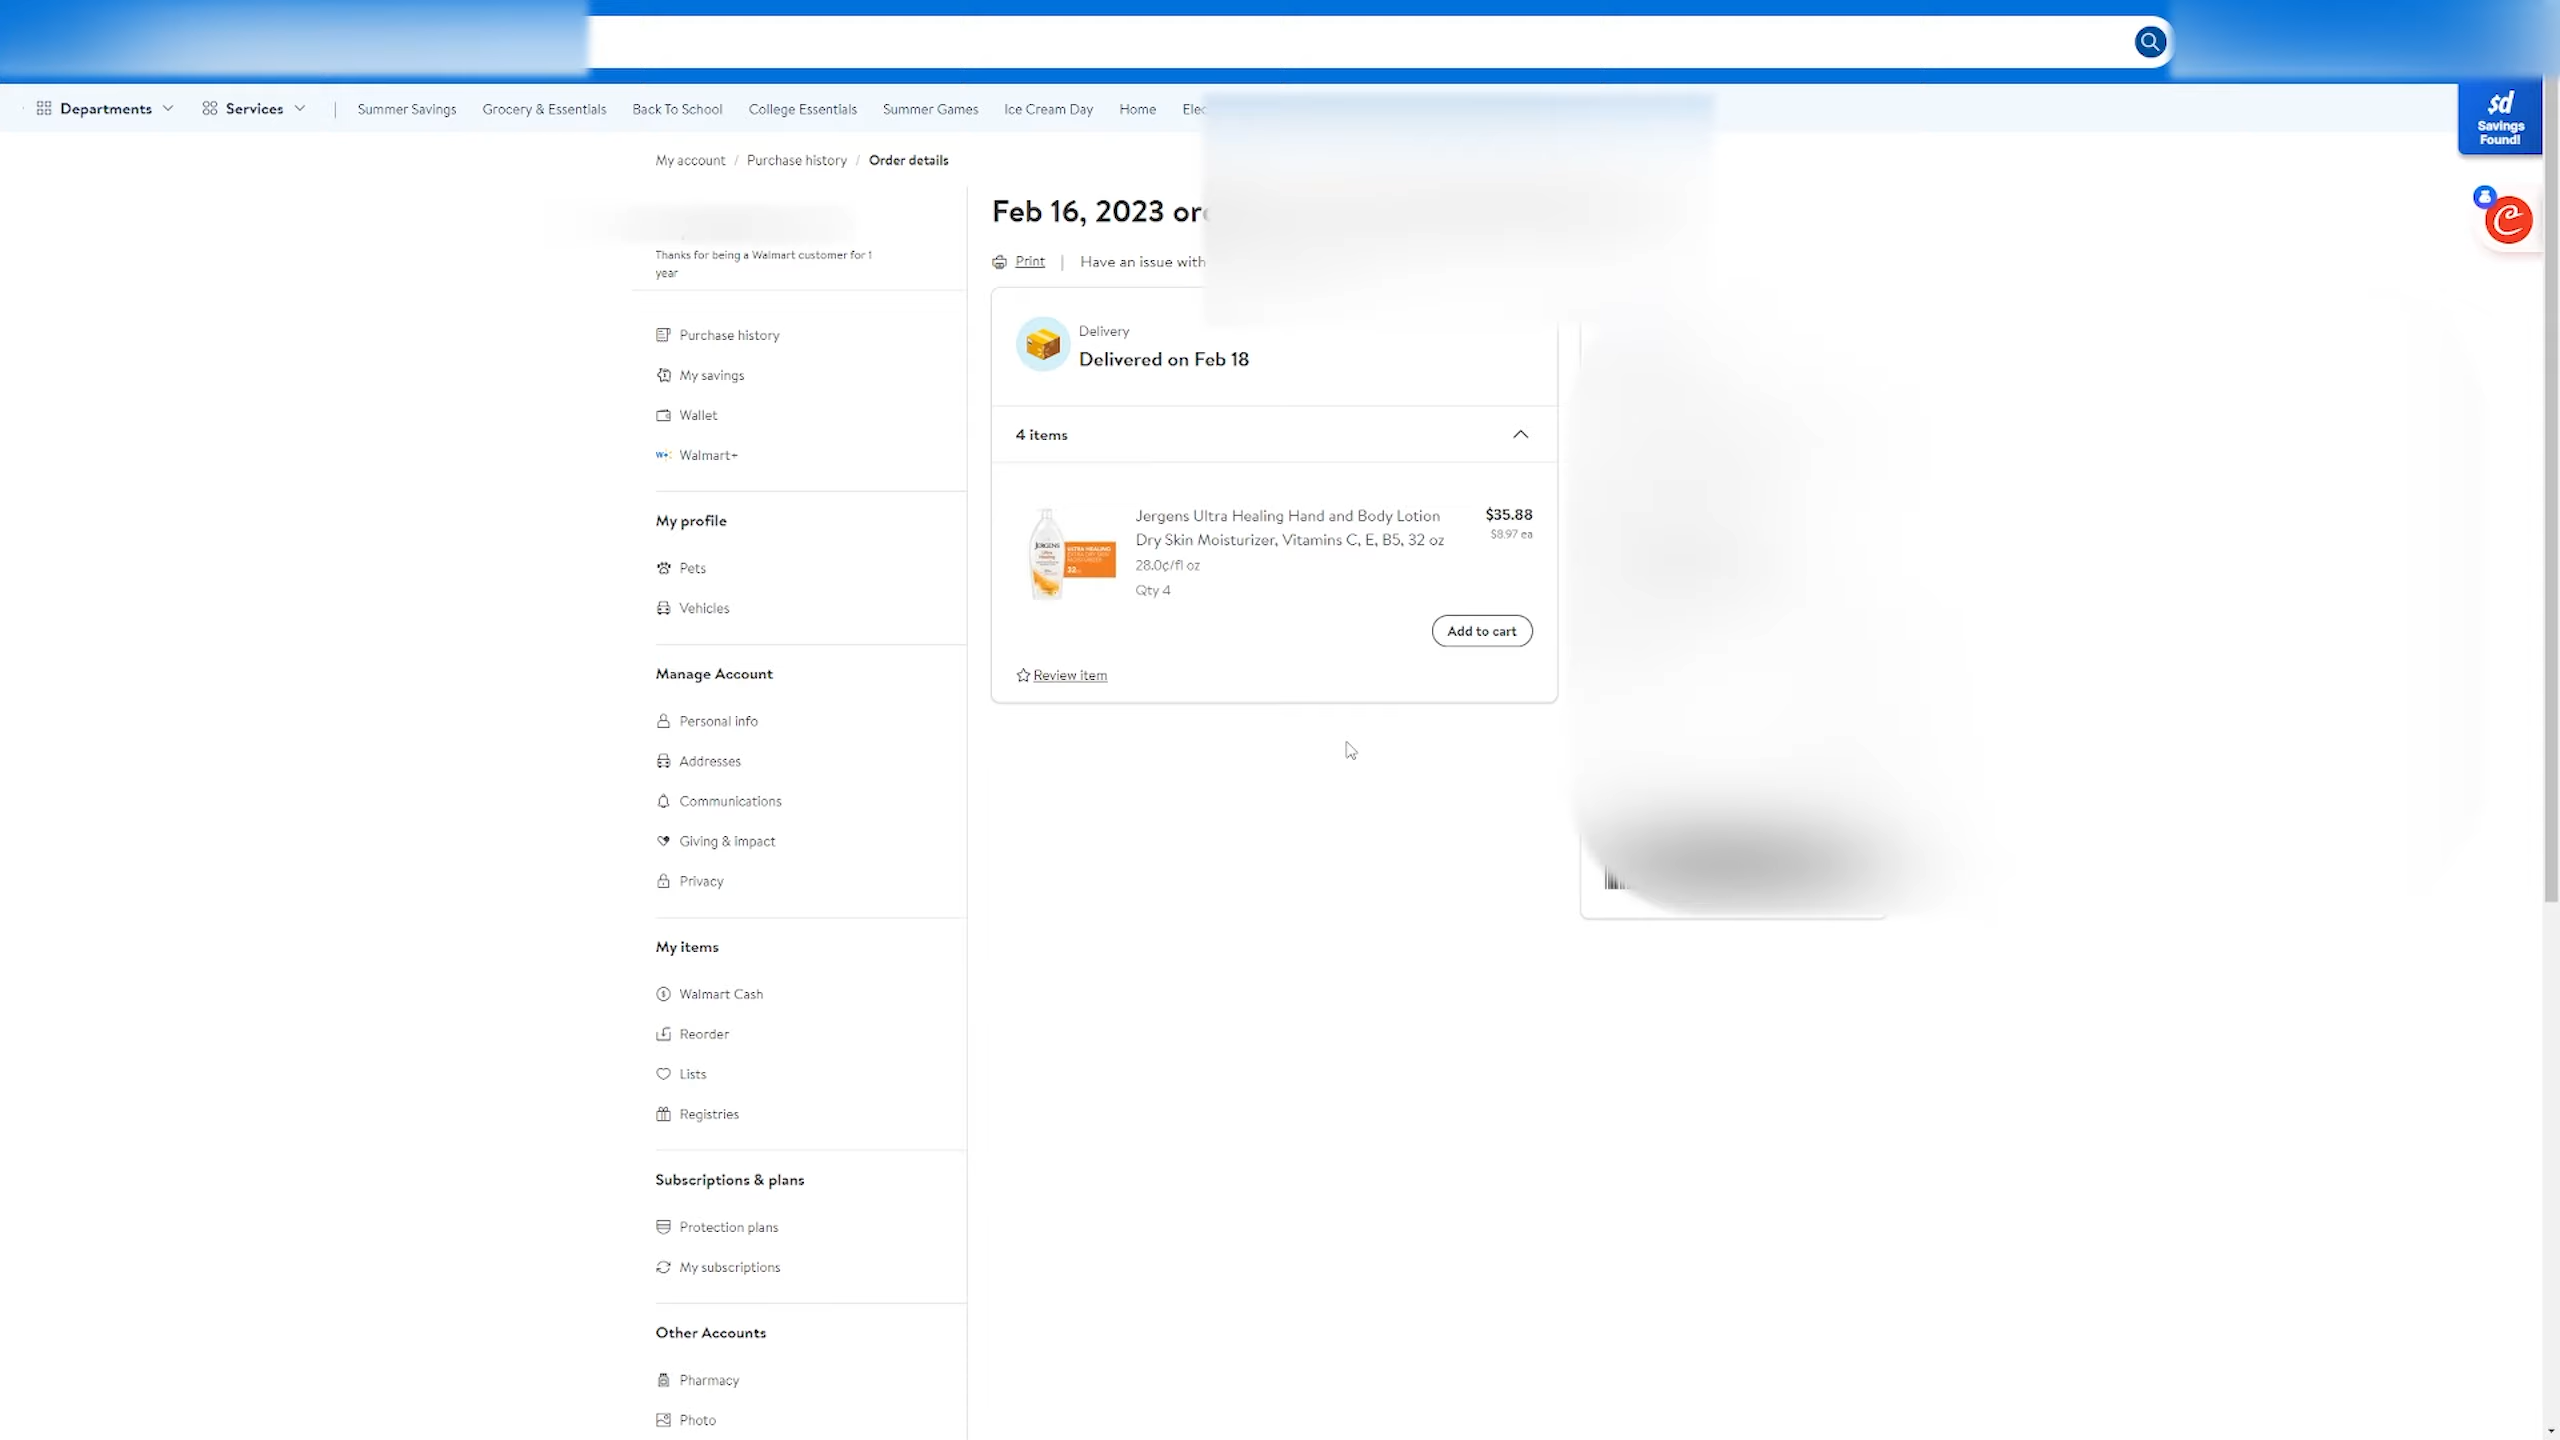 Departments
Services
Summer Savings
Grocery & Essentials
Back To School
College Essentials
Summer Games
Ice Cream Day
Home
$d
Savings
Found!
My account / Purchase history / Order details
Thanks for being a Walmart customer for 1
year
Purchase history
My savings
Wallet
W+ Walmart+
My profile
Pets
Vehicles
Manage Account
Personal info
Addresses
Communications
Giving & impact
Privacy
My items
Walmart Cash
Reorder
Lists
Registries
Subscriptions & plans
Protection plans
My subscriptions
Other Accounts
Pharmacy
Photo
Feb 16, 2023
Print | Have an issue with
Delivery
Delivered on Feb 18
4 items
JERGENS
ULTRA HEALING
32
Jergens Ultra Healing Hand and Body Lotion
Dry Skin Moisturizer, Vitamins C, E, B5, 32 oz
28.0¢/fl oz
Qty 4
$35.88
$8.97 ea
Add to cart
Review item